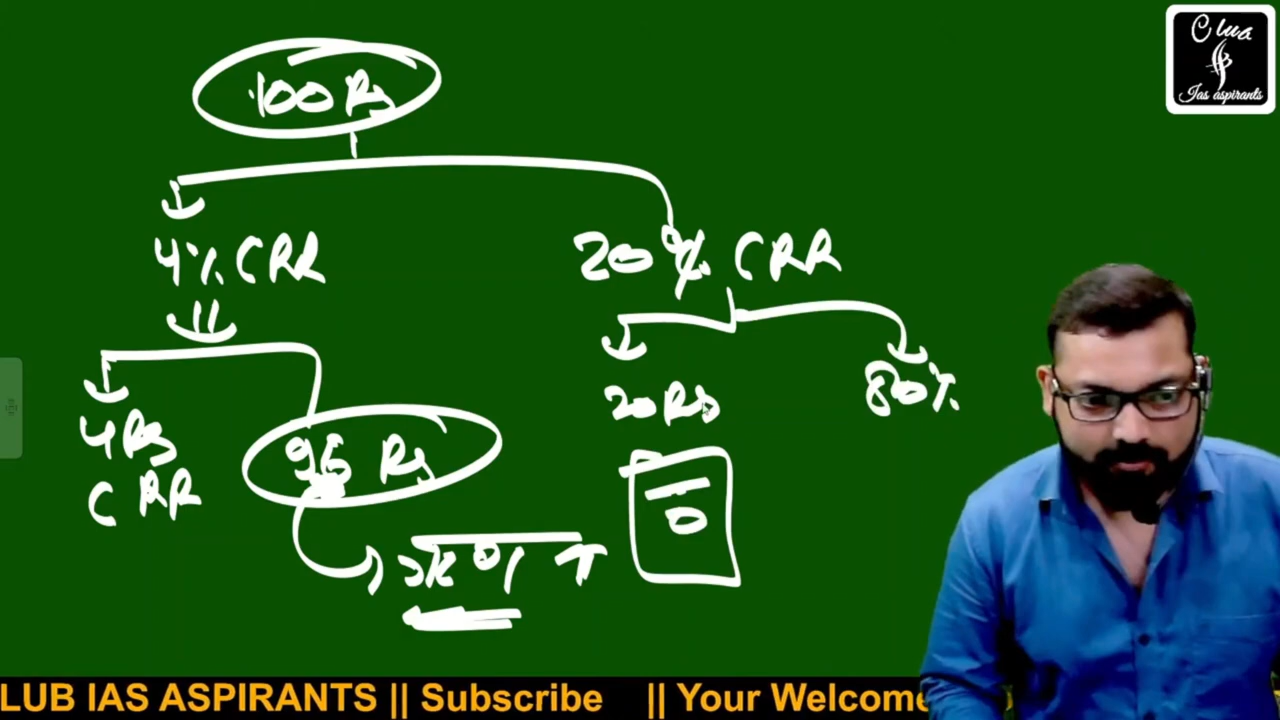 C lub
Ias aspirants
100 Rs
4% CRR
20% CRR
4 Rs
CRR
96 Rs
20 Rs
80%
LUB IAS ASPIRANTS || Subscribe || Your Welcome